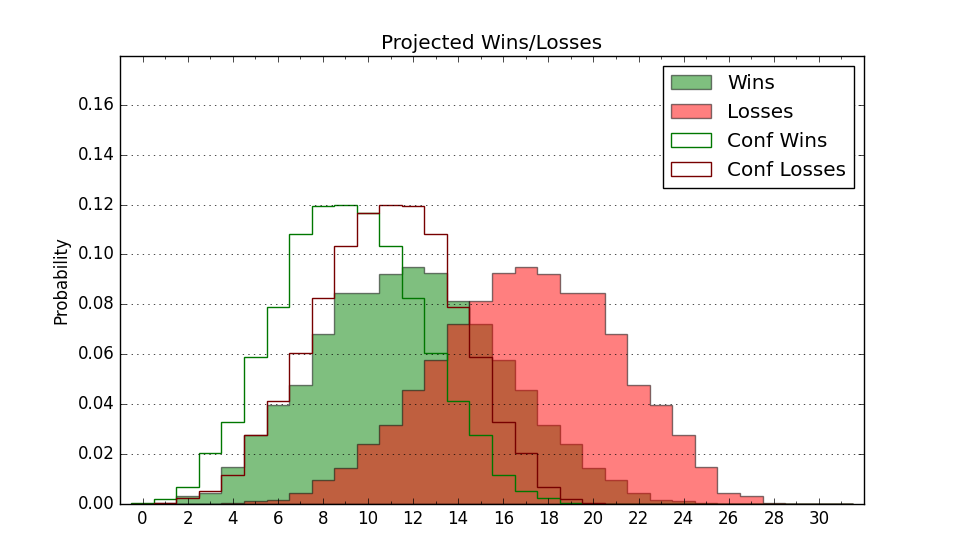 Projected Wins/Losses
Wins
Losses
Conf Wins
Conf Losses
Probability
0.16
0.14
0.12
0.10
0.08
0.06
0.04
0.02
0.00
0 2 4 6 8 10 12 14 16 18 20 22 24 26 28 30